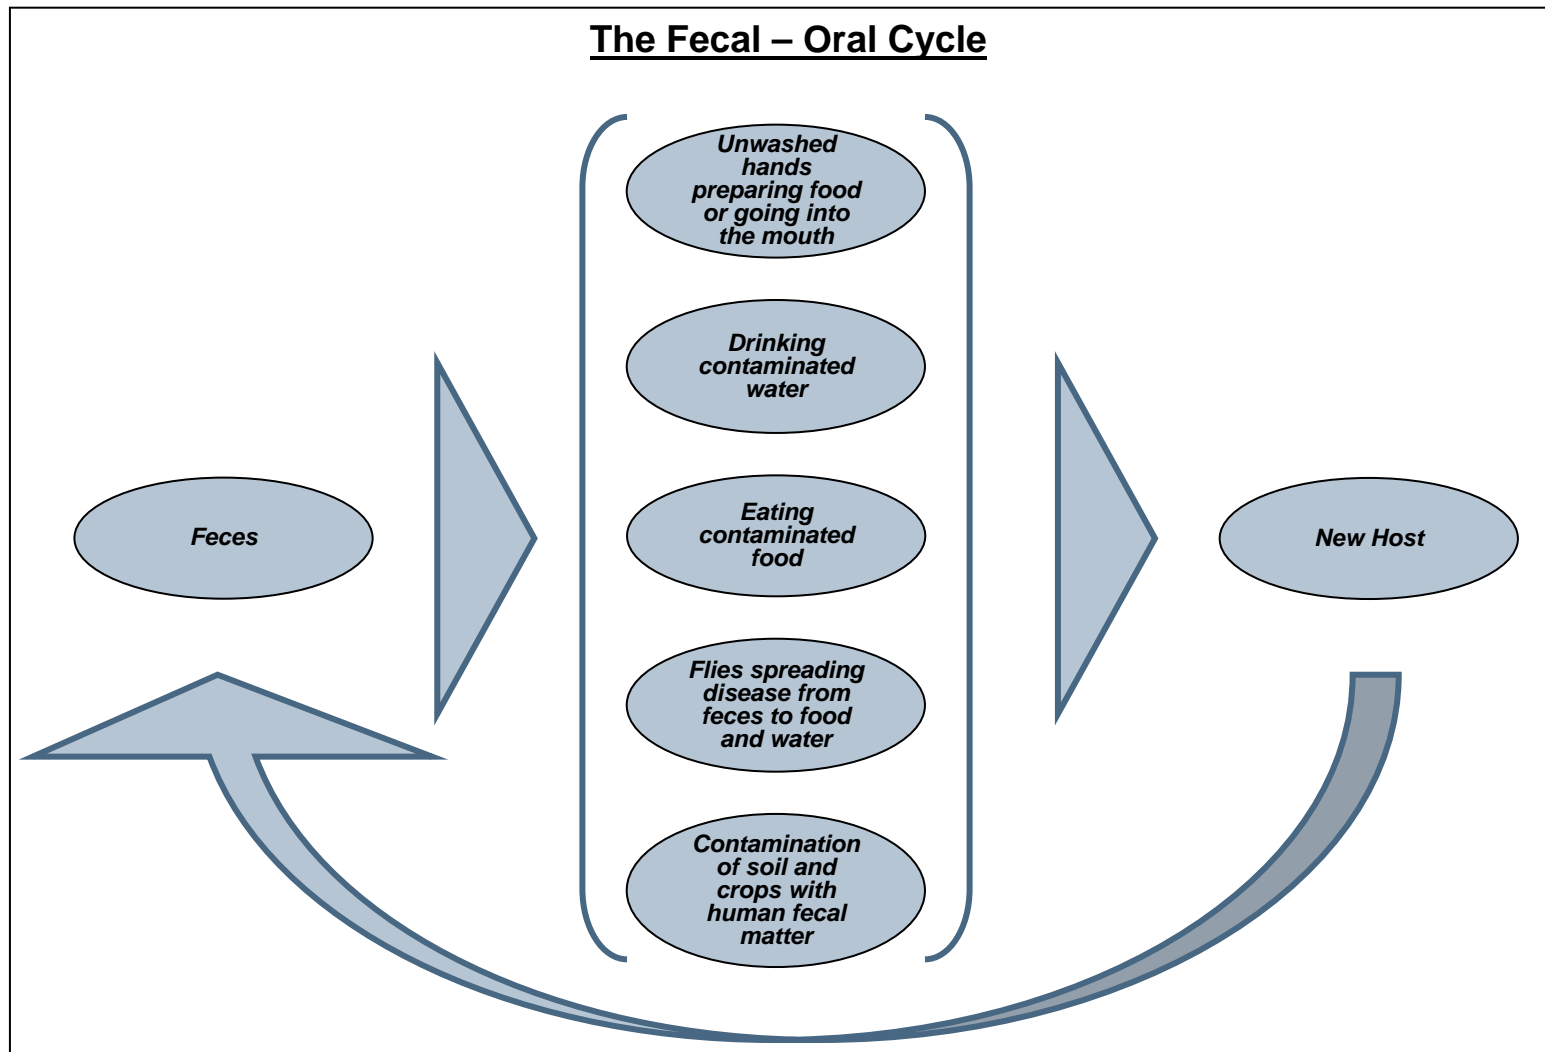 The Fecal – Oral Cycle
Unwashed
hands
preparing food
or going into
the mouth
Drinking
contaminated
water
Feces
Eating
contaminated
food
New Host
Flies spreading
disease from
feces to food
and water
Contamination
of soil and
crops with
human fecal
matter